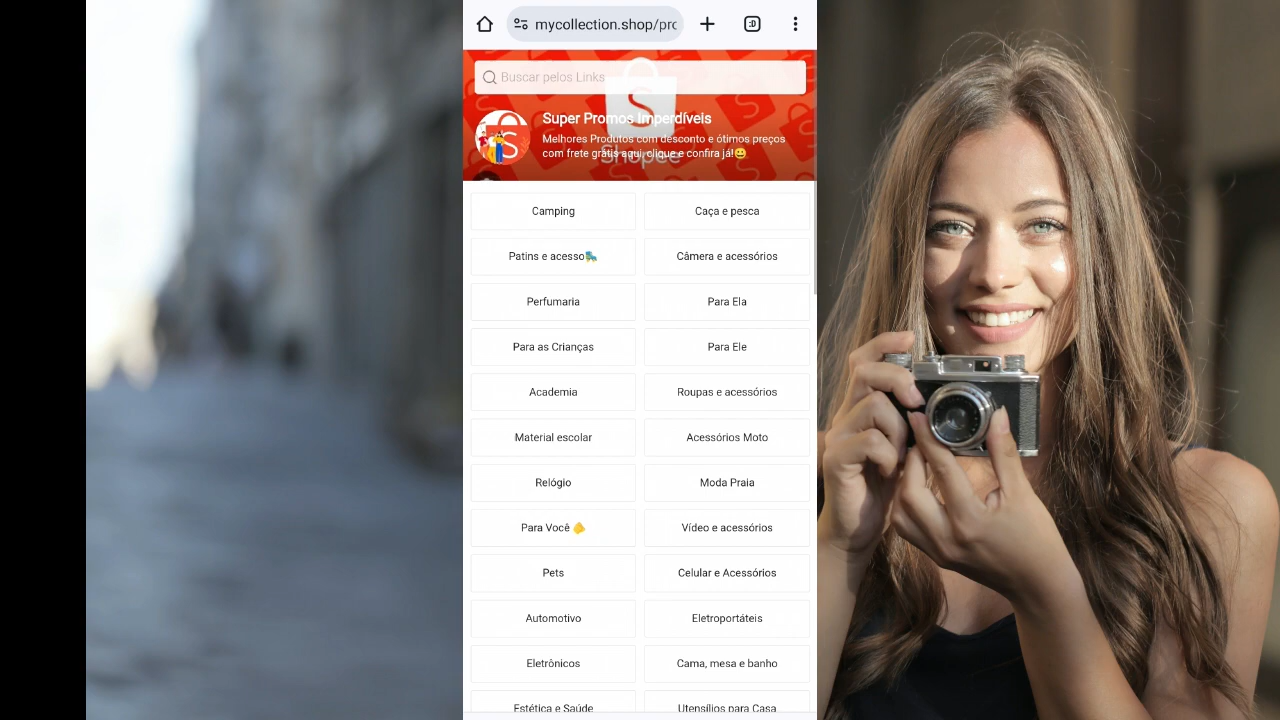 mycollection.shop/pro
:D
Buscar pelos Links
Super Promos Imperdíveis
Melhores Produtos com desconto e ótimos preços
com frete grátis aqui, clique e confira já!😀
Shopee
Camping
Caça e pesca
Patins e acesso🛼
Câmera e acessórios
Perfumaria
Para Ela
Para as Crianças
Para Ele
Academia
Roupas e acessórios
Material escolar
Acessórios Moto
Relógio
Moda Praia
Para Você 🫵
Vídeo e acessórios
Pets
Celular e Acessórios
Automotivo
Eletroportáteis
Eletrônicos
Cama, mesa e banho
Estética e Saúde
Utensílios para Casa